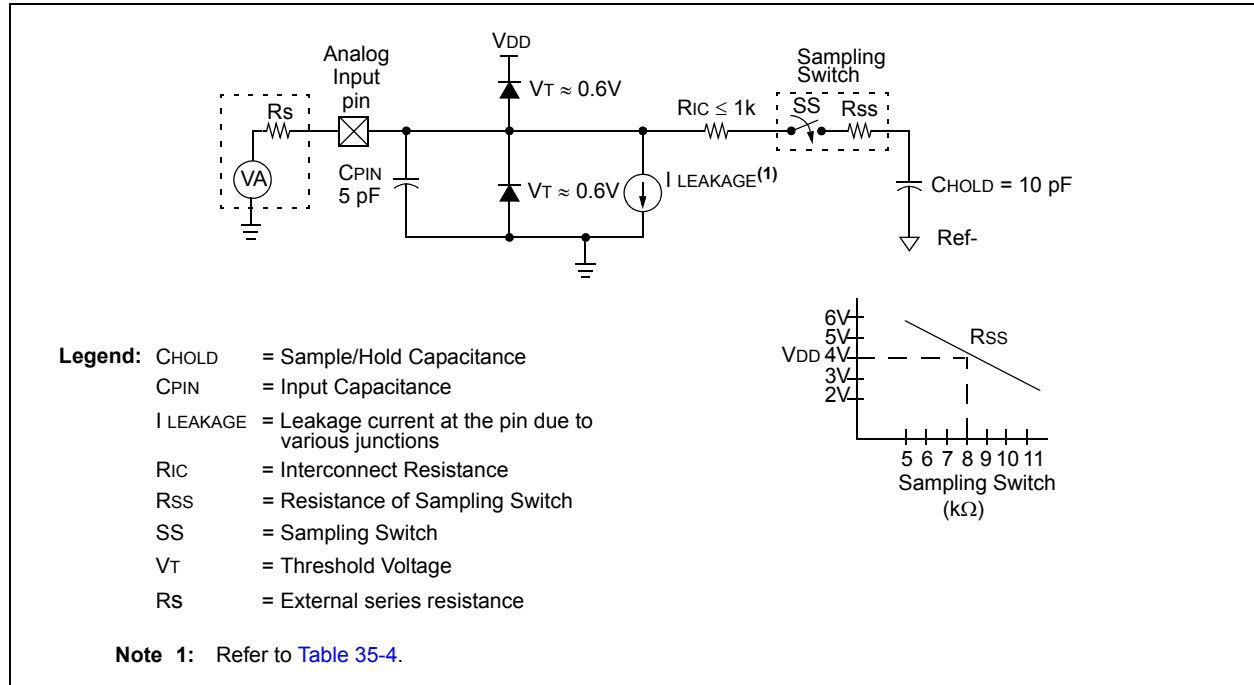 VDD
Analog
Input
pin
Sampling
Switch
VT ≈ 0.6V
RIC ≤ 1k
SS
Rss
Rs
VA
CPIN
5 pF
VT ≈ 0.6V
I LEAKAGE(1)
CHOLD = 10 pF
Ref-
6V
5V
VDD 4V
3V
2V
RSS
5 6 7 8 9 10 11
Sampling Switch
(kΩ)
Legend: CHOLD = Sample/Hold Capacitance
CPIN = Input Capacitance
I LEAKAGE = Leakage current at the pin due to
various junctions
RIC = Interconnect Resistance
RSS = Resistance of Sampling Switch
SS = Sampling Switch
VT = Threshold Voltage
Rs = External series resistance
Note 1: Refer to Table 35-4.